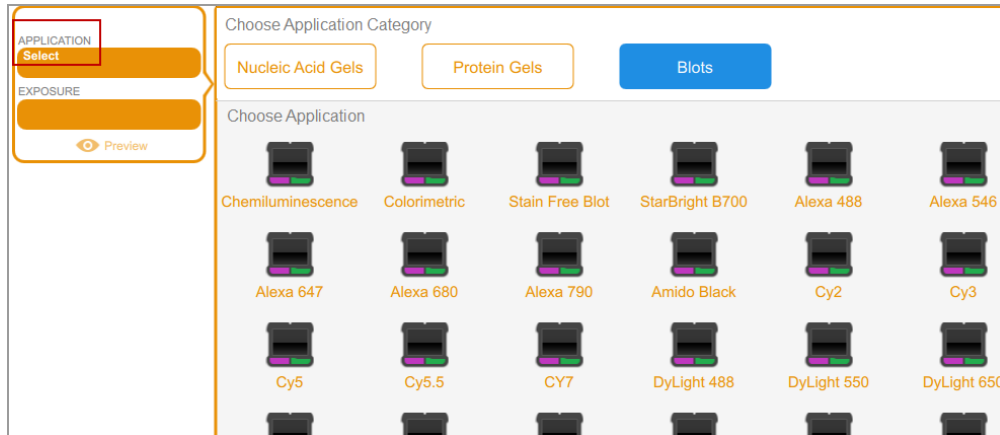 APPLICATION
Select
EXPOSURE
Preview
Choose Application Category
Nucleic Acid Gels
Protein Gels
Blots
Choose Application
Chemiluminescence
Colorimetric
Stain Free Blot
StarBright B700
Alexa 488
Alexa 546
Alexa 647
Alexa 680
Alexa 790
Amido Black
Cy2
Cy3
Cy5
Cy5.5
CY7
DyLight 488
DyLight 550
DyLight 650